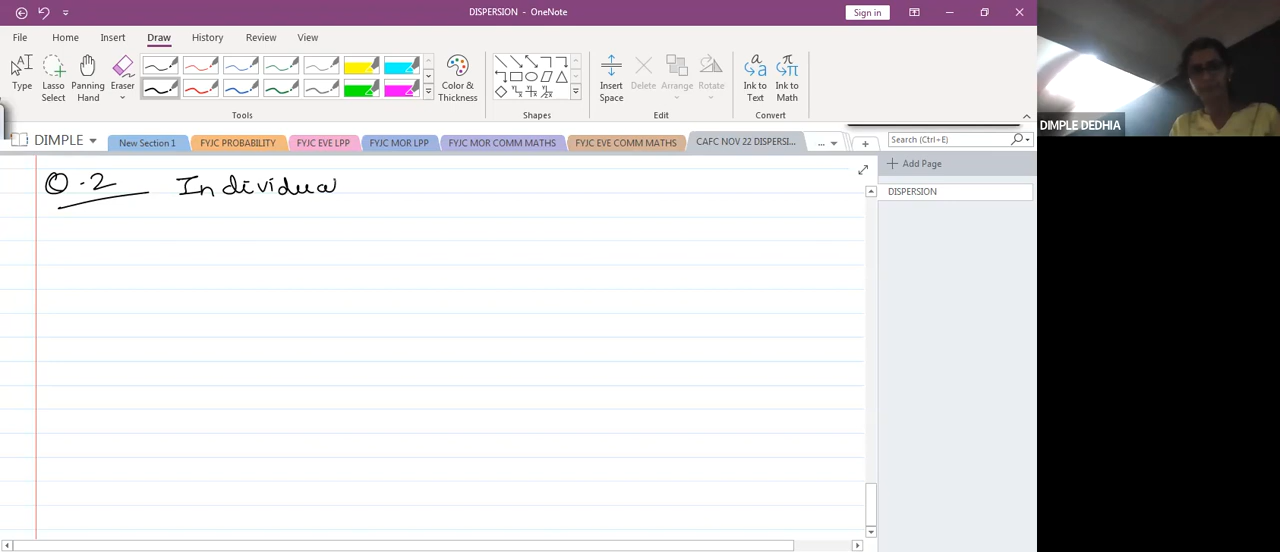 DISPERSION - OneNote
Sign in
File Home Insert Draw History Review View
Type Lasso Select Panning Hand Eraser Color & Thickness Insert Space Delete Arrange Rotate Ink to Text Ink to Math
Tools Shapes Edit Convert
DIMPLE New Section 1 FYJC PROBABILITY FYJC EVE LPP FYJC MOR LPP FYJC MOR COMM MATHS FYJC EVE COMM MATHS CAFC NOV 22 DISPERSI... ... Search (Ctrl+E)
Add Page
DISPERSION
Q.2 Individua
DIMPLE DEDHIA